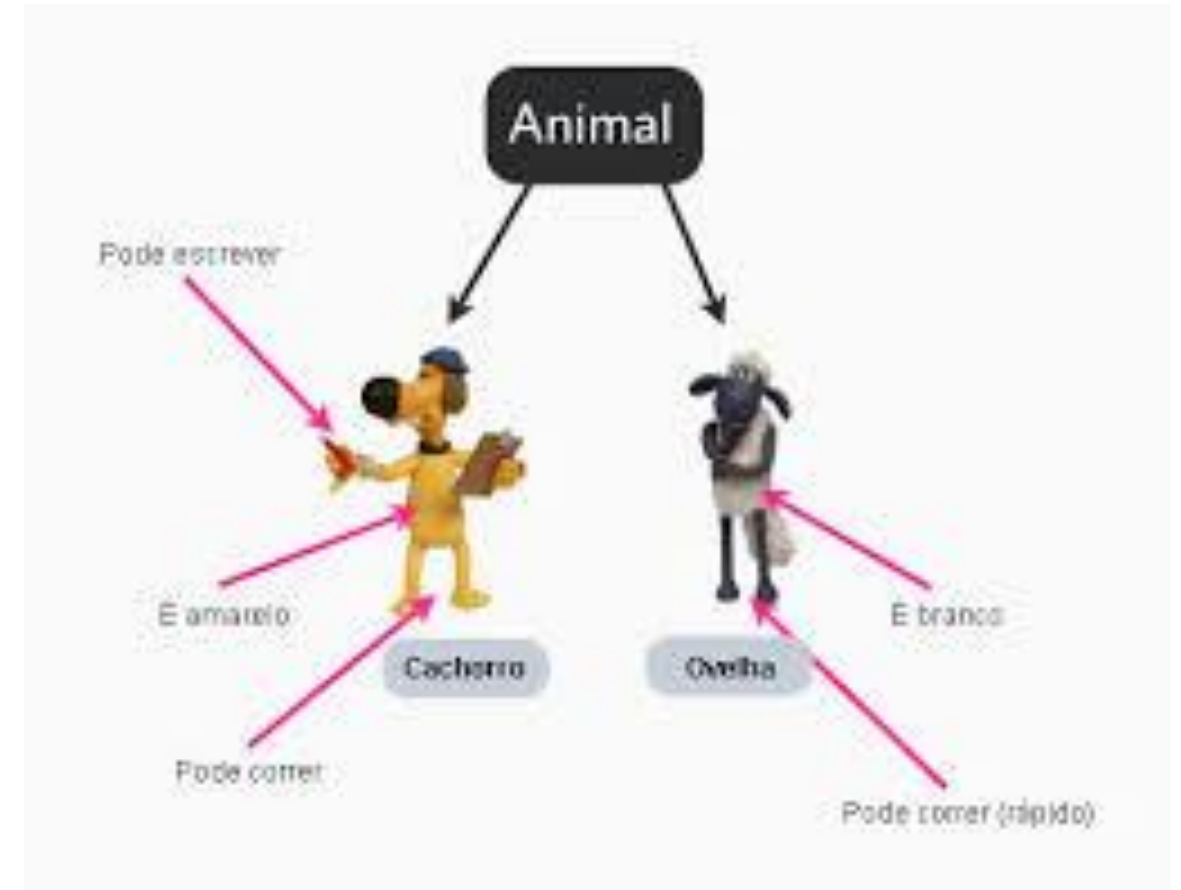 Animal
Pode escrever
É amarelo
É branco
Cachorro
Ovelha
Pode correr
Pode correr (rápido)